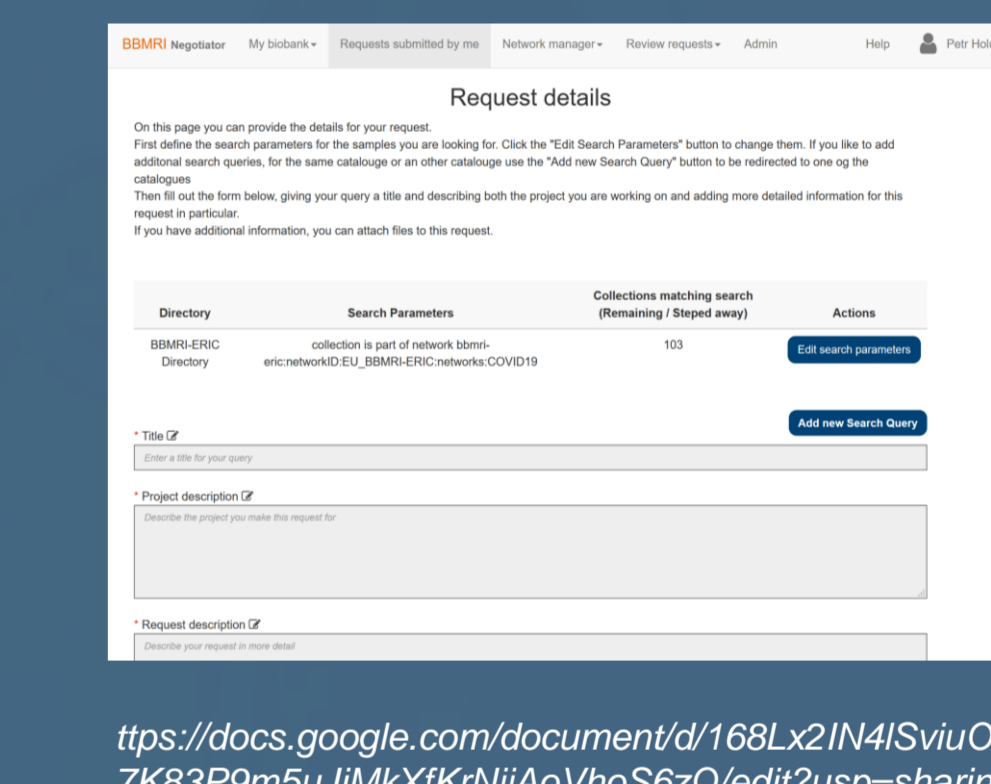 BBMRI Negotiator My biobank Requests submitted by me Network manager Review requests Admin Help Petr
Request details
On this page you can provide the details for your request.
First define the search parameters for the samples you are looking for. Click the "Edit Search Parameters" button to change them. If you like to add
additonal search queries, for the same catalouge or an other catalouge use the "Add new Search Query" button to be redirected to one og the
catalogues
Then fill out the form below, giving your query a title and describing both the project you are working on and adding more detailed information for this
request in particular.
If you have additional information, you can attach files to this request.
Collections matching search
Directory Search Parameters (Remaining / Steped away) Actions
BBMRI-ERIC collection is part of network bbmri- 103 Edit search parameters
Directory eric:networkID:EU_BBMRI-ERIC:networks:COVID19
Add new Search Query
* Title
Enter a title for your query
* Project description
Describe the project you make this request for
* Request description
Describe your request in more detail
ttps://docs.google.com/document/d/168Lx2IN4ISviuO